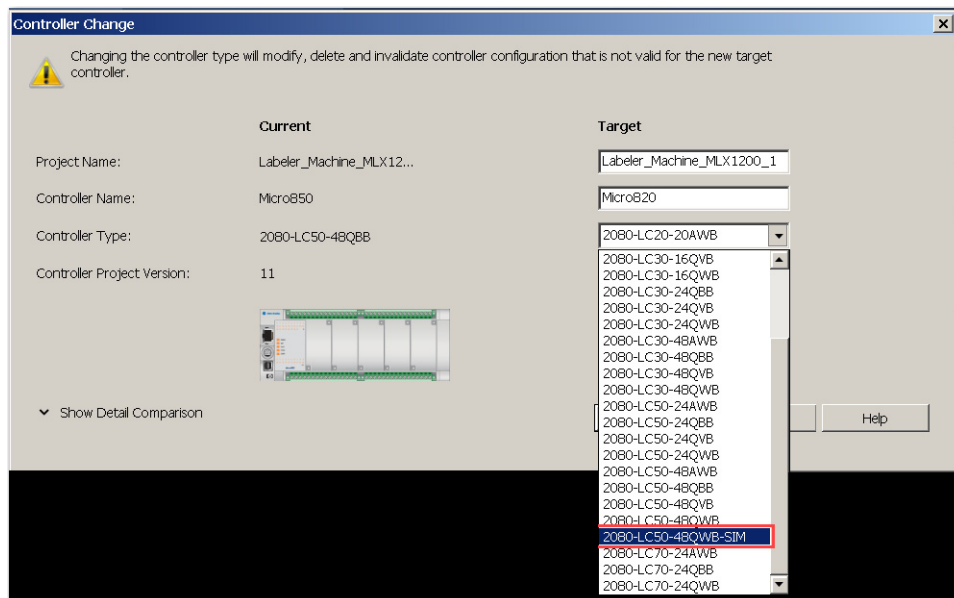 Controller Change
Changing the controller type will modify, delete and invalidate controller configuration that is not valid for the new target
controller.
Current Target
Project Name: Labeler_Machine_MLX12... Labeler_Machine_MLX1200_1
Controller Name: Micro850 Micro820
Controller Type: 2080-LC50-48QBB 2080-LC20-20AWB
Controller Project Version: 11
2080-LC30-16QVB
2080-LC30-16QWB
2080-LC30-24QBB
2080-LC30-24QVB
2080-LC30-24QWB
2080-LC30-48AWB
2080-LC30-48QBB
2080-LC30-48QVB
2080-LC30-48QWB
2080-LC50-24AWB
2080-LC50-24QBB
2080-LC50-24QVB
2080-LC50-24QWB
2080-LC50-48AWB
2080-LC50-48QBB
2080-LC50-48QVB
2080-LC50-48QWB
2080-LC50-48QWB-SIM
2080-LC70-24AWB
2080-LC70-24QBB
2080-LC70-24QWB
Show Detail Comparison
Help